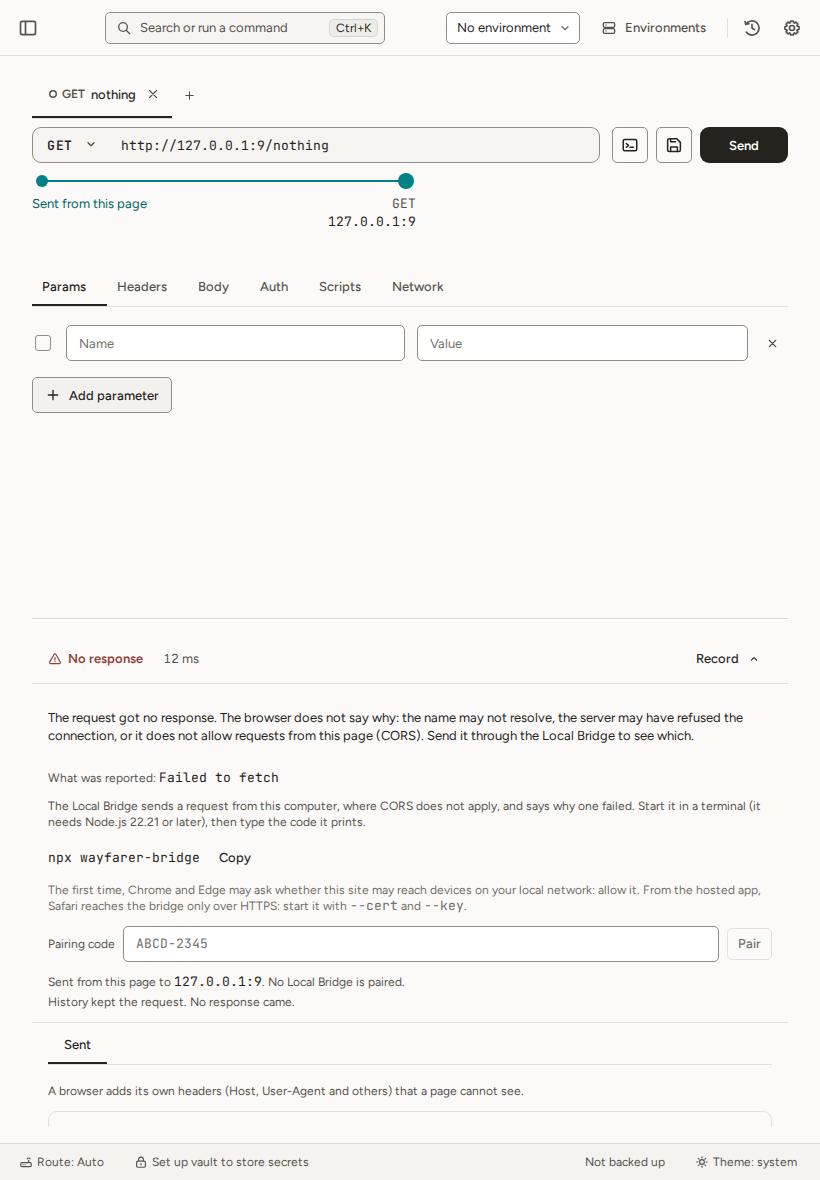 Search or run a command Ctrl+K No environment Environments
GET nothing
GET http://127.0.0.1:9/nothing Send
Sent from this page GET
127.0.0.1:9
Params Headers Body Auth Scripts Network
Name Value
Add parameter
No response 12 ms Record
The request got no response. The browser does not say why: the name may not resolve, the server may have refused the
connection, or it does not allow requests from this page (CORS). Send it through the Local Bridge to see which.
What was reported: Failed to fetch
The Local Bridge sends a request from this computer, where CORS does not apply, and says why one failed. Start it in a terminal (it
needs Node.js 22.21 or later), then type the code it prints.
npx wayfarer-bridge Copy
The first time, Chrome and Edge may ask whether this site may reach devices on your local network: allow it. From the hosted app,
Safari reaches the bridge only over HTTPS: start it with --cert and --key.
Pairing code ABCD-2345 Pair
Sent from this page to 127.0.0.1:9. No Local Bridge is paired.
History kept the request. No response came.
Sent
A browser adds its own headers (Host, User-Agent and others) that a page cannot see.
Route: Auto Set up vault to store secrets Not backed up Theme: system